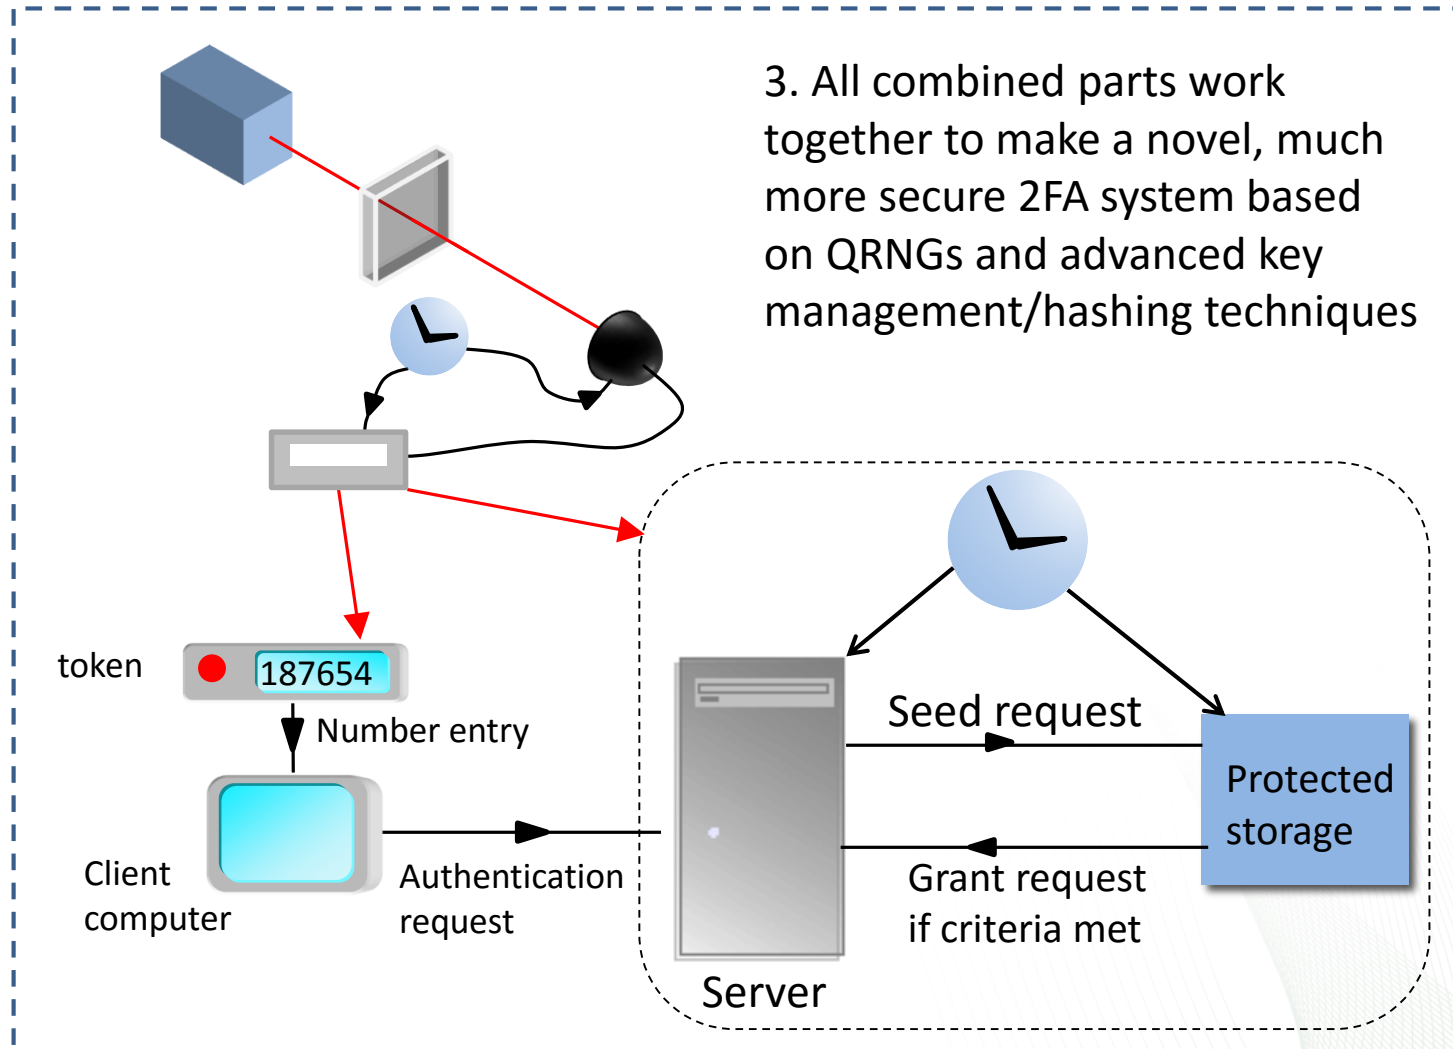 3. All combined parts work
together to make a novel, much
more secure 2FA system based
on QRNGs and advanced key
management/hashing techniques
token
187654
Number entry
Client
computer
Authentication
request
Server
Seed request
Protected
storage
Grant request
if criteria met